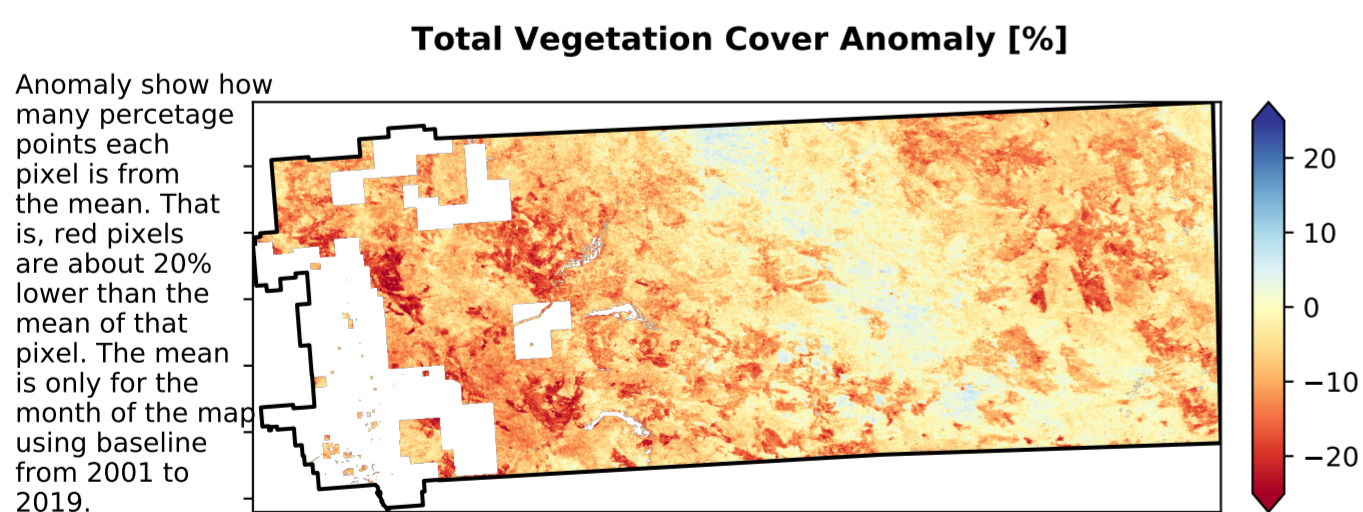 Total Vegetation Cover Anomaly [%]
Anomaly show how
many percetage
points each
pixel is from
the mean. That
is, red pixels
are about 20%
lower than the
mean of that
pixel. The mean
is only for the
month of the map
using baseline
from 2001 to
2019.
20
10
0
−10
−20